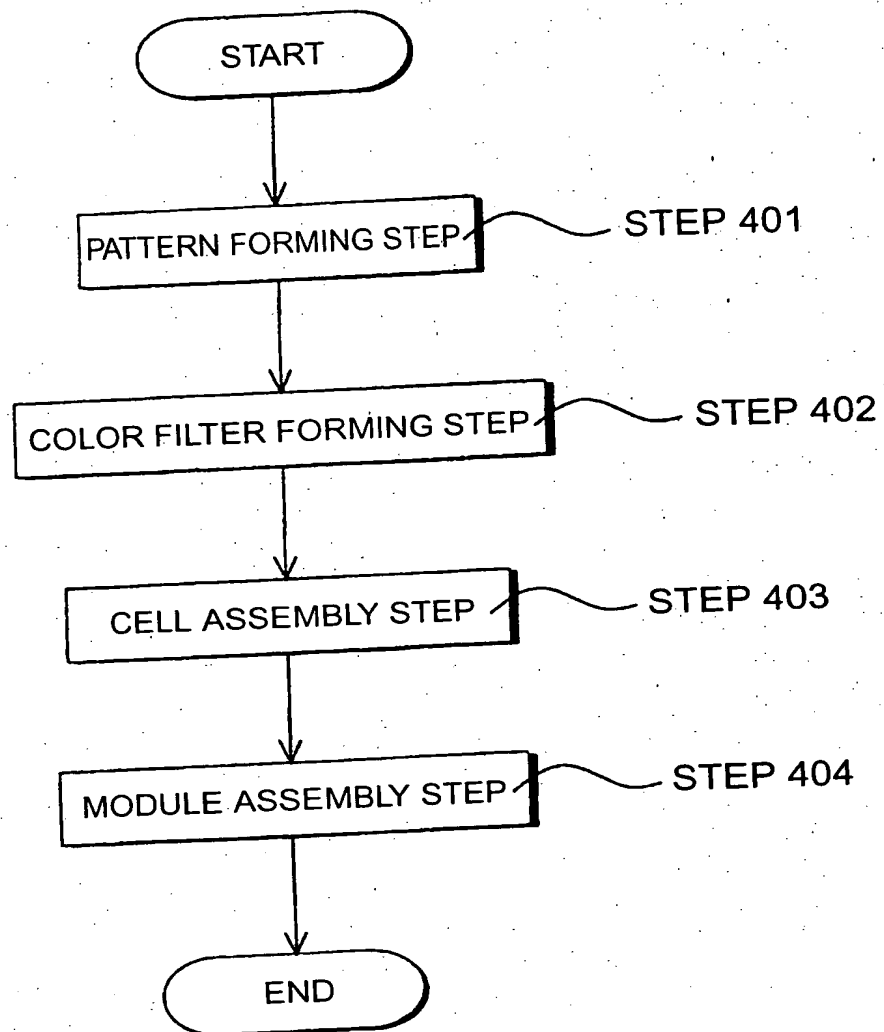 START
PATTERN FORMING STEP
STEP 401
COLOR FILTER FORMING STEP
STEP 402
CELL ASSEMBLY STEP
STEP 403
MODULE ASSEMBLY STEP
STEP 404
END